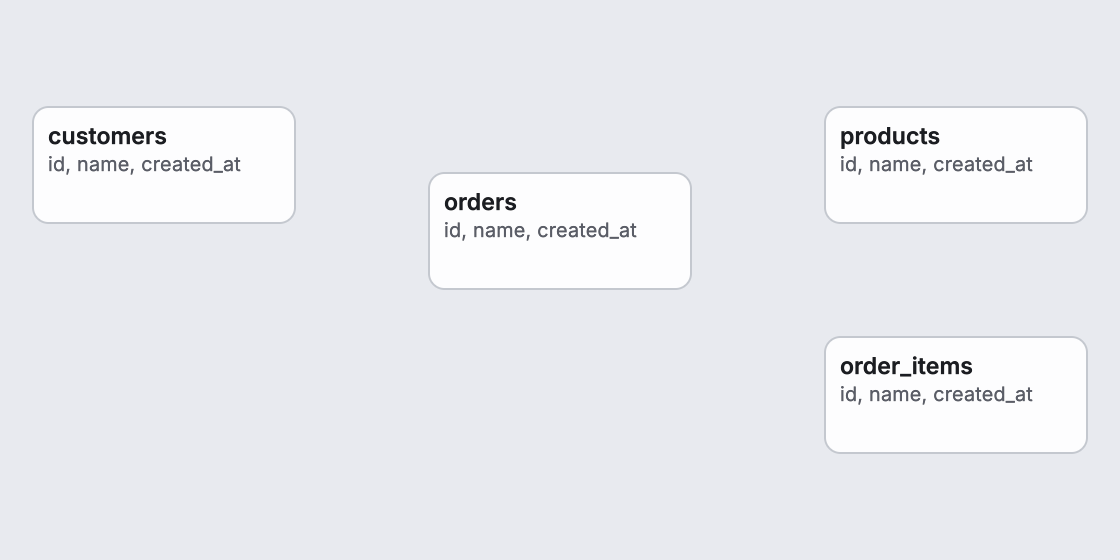 customers
id, name, created_at
orders
id, name, created_at
products
id, name, created_at
order_items
id, name, created_at